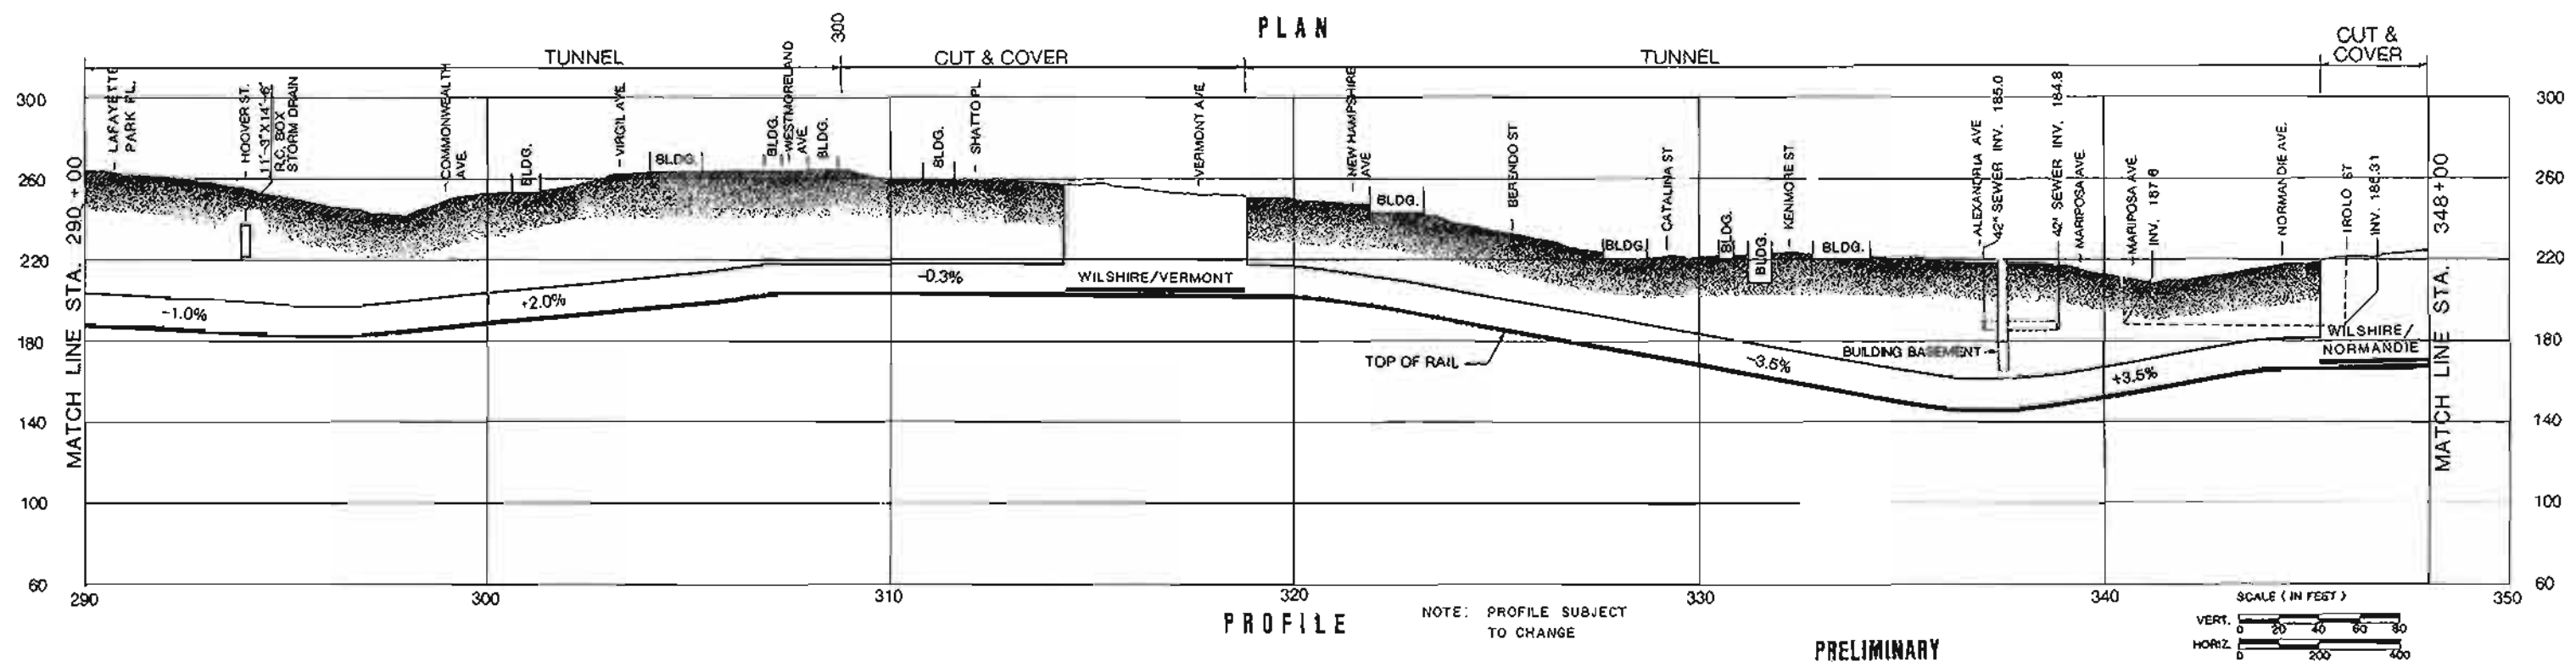 PLAN
300
TUNNEL
CUT & COVER
TUNNEL
CUT &
COVER
300
300
LAFAYETTE
PARK PL.
HOOVER ST.
11'-3"X 14'-6"
R.C. BOX
STORM DRAIN
COMMONWEALTH
AVE.
BLDG.
VIRGIL AVE.
BLDG.
BLDG.
WESTMORELAND
AVE.
BLDG.
BLDG.
SHATTO PL.
VERMONT AVE.
NEW HAMPSHIRE
AVE
BLDG.
BERENDO ST
BLDG.
CATALINA ST
BLDG.
BLDG.
KENMORE ST.
BLDG.
ALEXANDRIA AVE
42" SEWER INV. 185.0
42" SEWER INV. 184.8
MARIPOSA AVE.
MARIPOSA AVE.
INV. 187.6
NORMANDIE AVE.
IROLO ST
260
260
220
220
180
180
140
140
100
100
60
60
MATCH LINE STA. 290 + 00
MATCH LINE STA. 348+00
-1.0%
+2.0%
-0.3%
WILSHIRE/VERMONT
TOP OF RAIL
-3.5%
BUILDING BASEMENT
+3.5%
WILSHIRE/
NORMANDIE
290
300
310
320
330
340
350
PROFILE
NOTE: PROFILE SUBJECT
TO CHANGE
PRELIMINARY
SCALE (IN FEET)
VERT.
0 20 40 60 80
HORIZ.
0 200 400